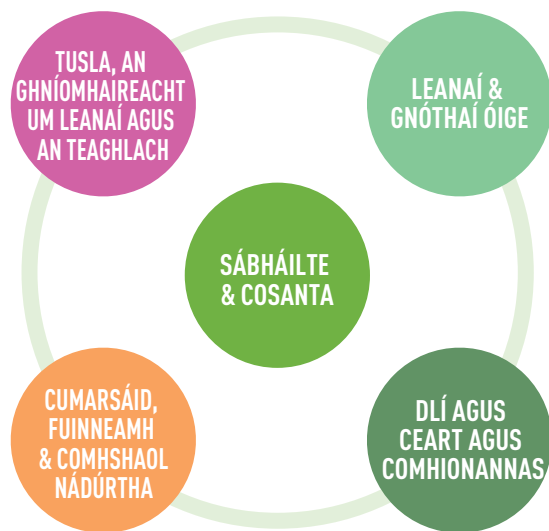 TUSLA, AN
GHNÍOMHAIREACHT
UM LEANAÍ AGUS
AN TEAGHLACH
LEANAÍ &
GNÓTHAÍ ÓIGE
SÁBHÁILTE
& COSANTA
CUMARSÁID,
FUINNEAMH
& COMHSHAOL
NÁDÚRTHA
DLÍ AGUS
CEART AGUS
COMHIONANNAS